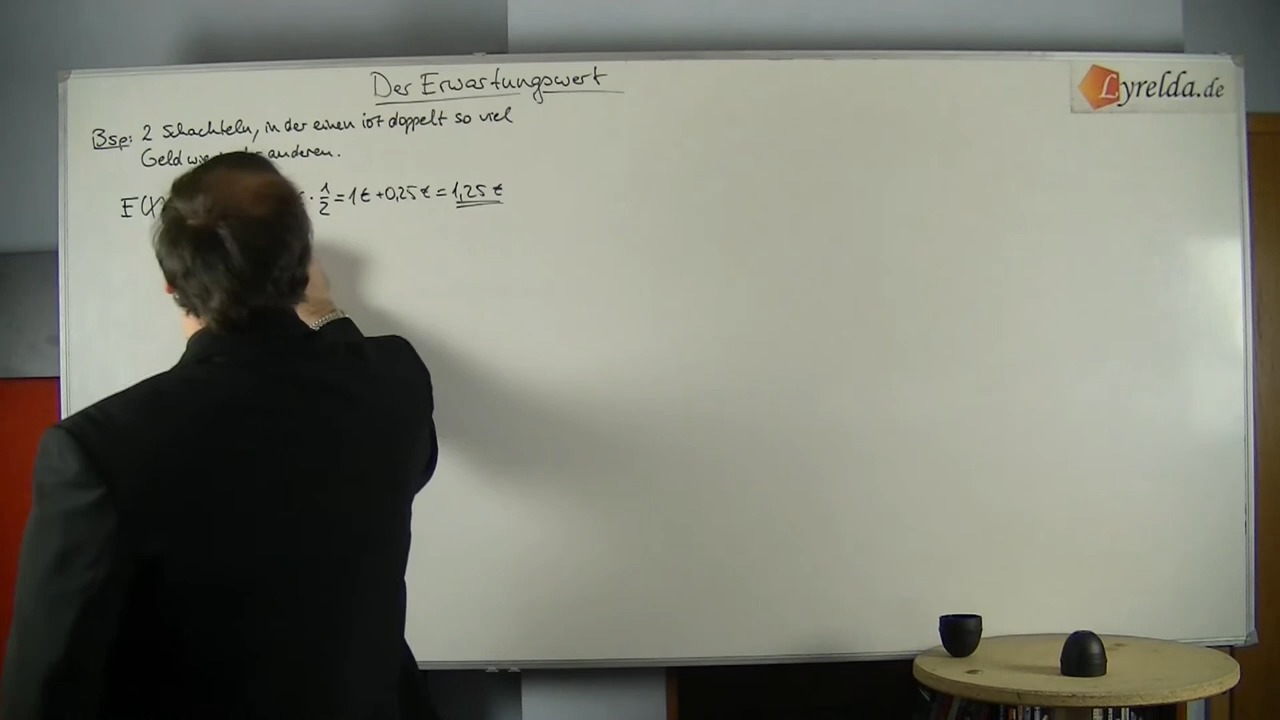 Der Erwartungswert
Lyrelda.de
Bsp: 2 Schachteln, in der einen ist doppelt so viel
Geld anderen.
E(X · 1/2 = 1€ + 0,25€ = 1,25€